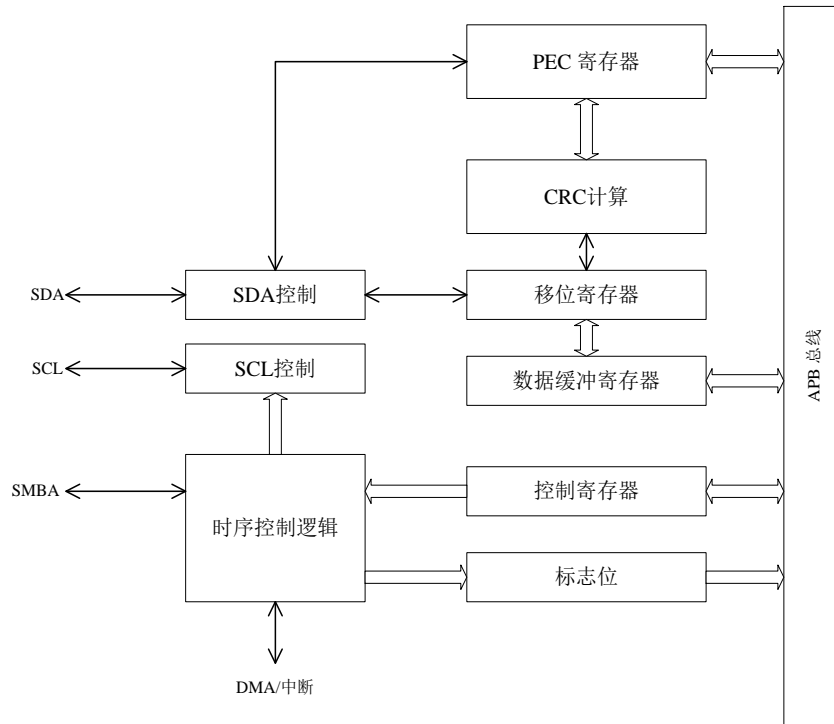 PEC 寄存器
CRC计算
SDA
SDA控制
移位寄存器
SCL
SCL控制
数据缓冲寄存器
APB 总线
SMBA
时序控制逻辑
控制寄存器
标志位
DMA/中断